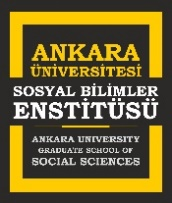 ANKARA
ÜNİVERSİTESİ
SOSYAL BİLİMLER
ENSTİTÜSÜ
ANKARA UNIVERSITY
GRADUATE SCHOOL OF
SOCIAL SCIENCES